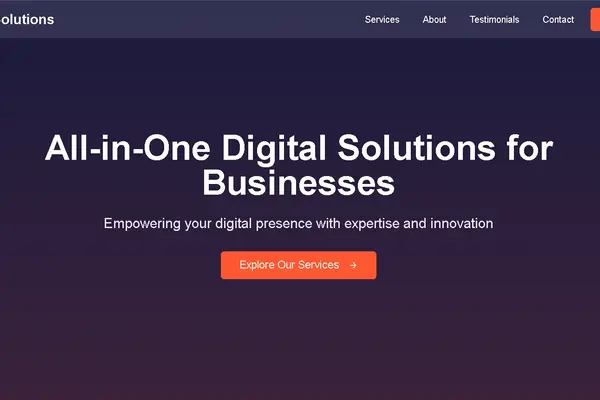 olutions
Services About Testimonials Contact
All-in-One Digital Solutions for
Businesses
Empowering your digital presence with expertise and innovation
Explore Our Services →